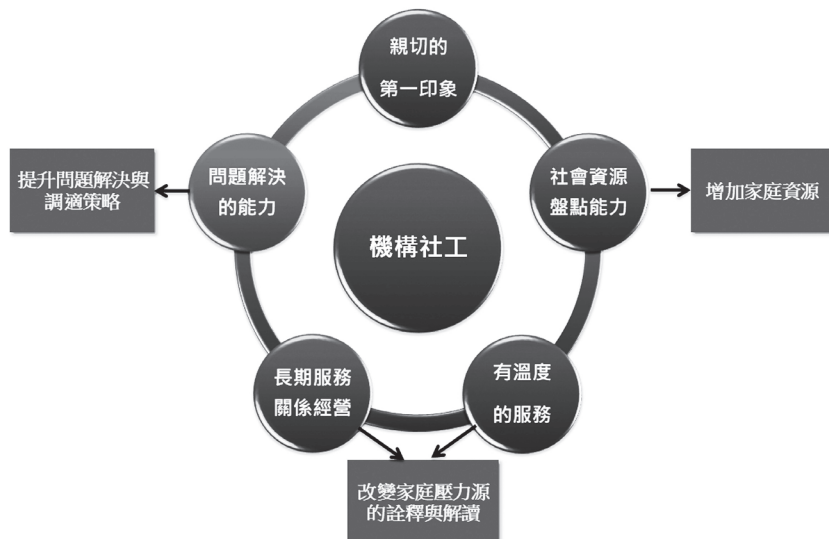 親切的
第一印象
提升問題解決與
調適策略
問題解決
的能力
社會資源
盤點能力
增加家庭資源
機構社工
長期服務
關係經營
有溫度
的服務
改變家庭壓力源
的詮釋與解讀